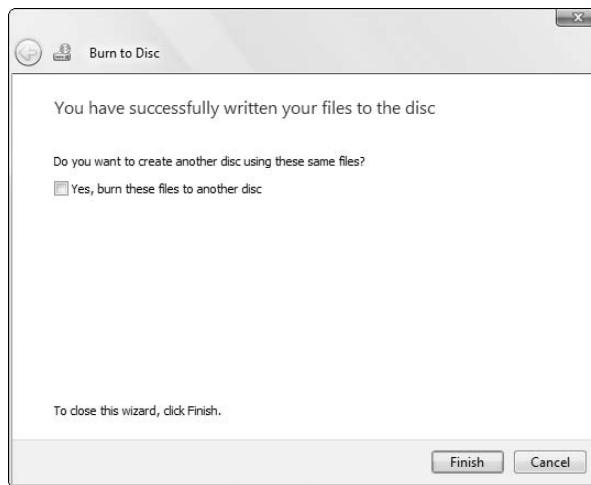 Burn to Disc
You have successfully written your files to the disc
Do you want to create another disc using these same files?
Yes, burn these files to another disc
To close this wizard, click Finish.
Finish
Cancel